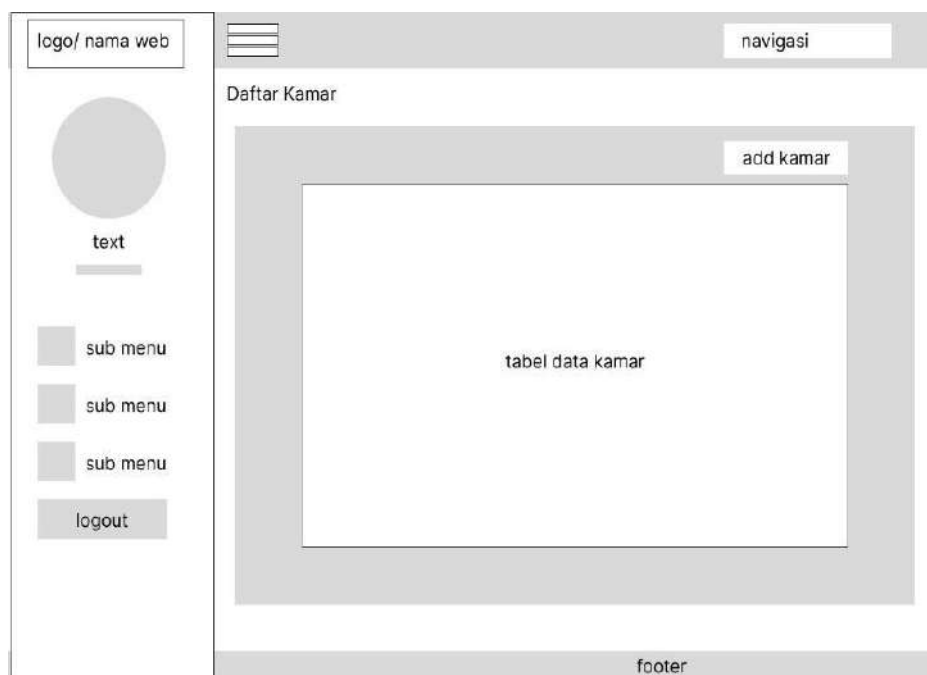 logo/ nama web
navigasi
Daftar Kamar
add kamar
text
sub menu
sub menu
sub menu
logout
tabel data kamar
footer